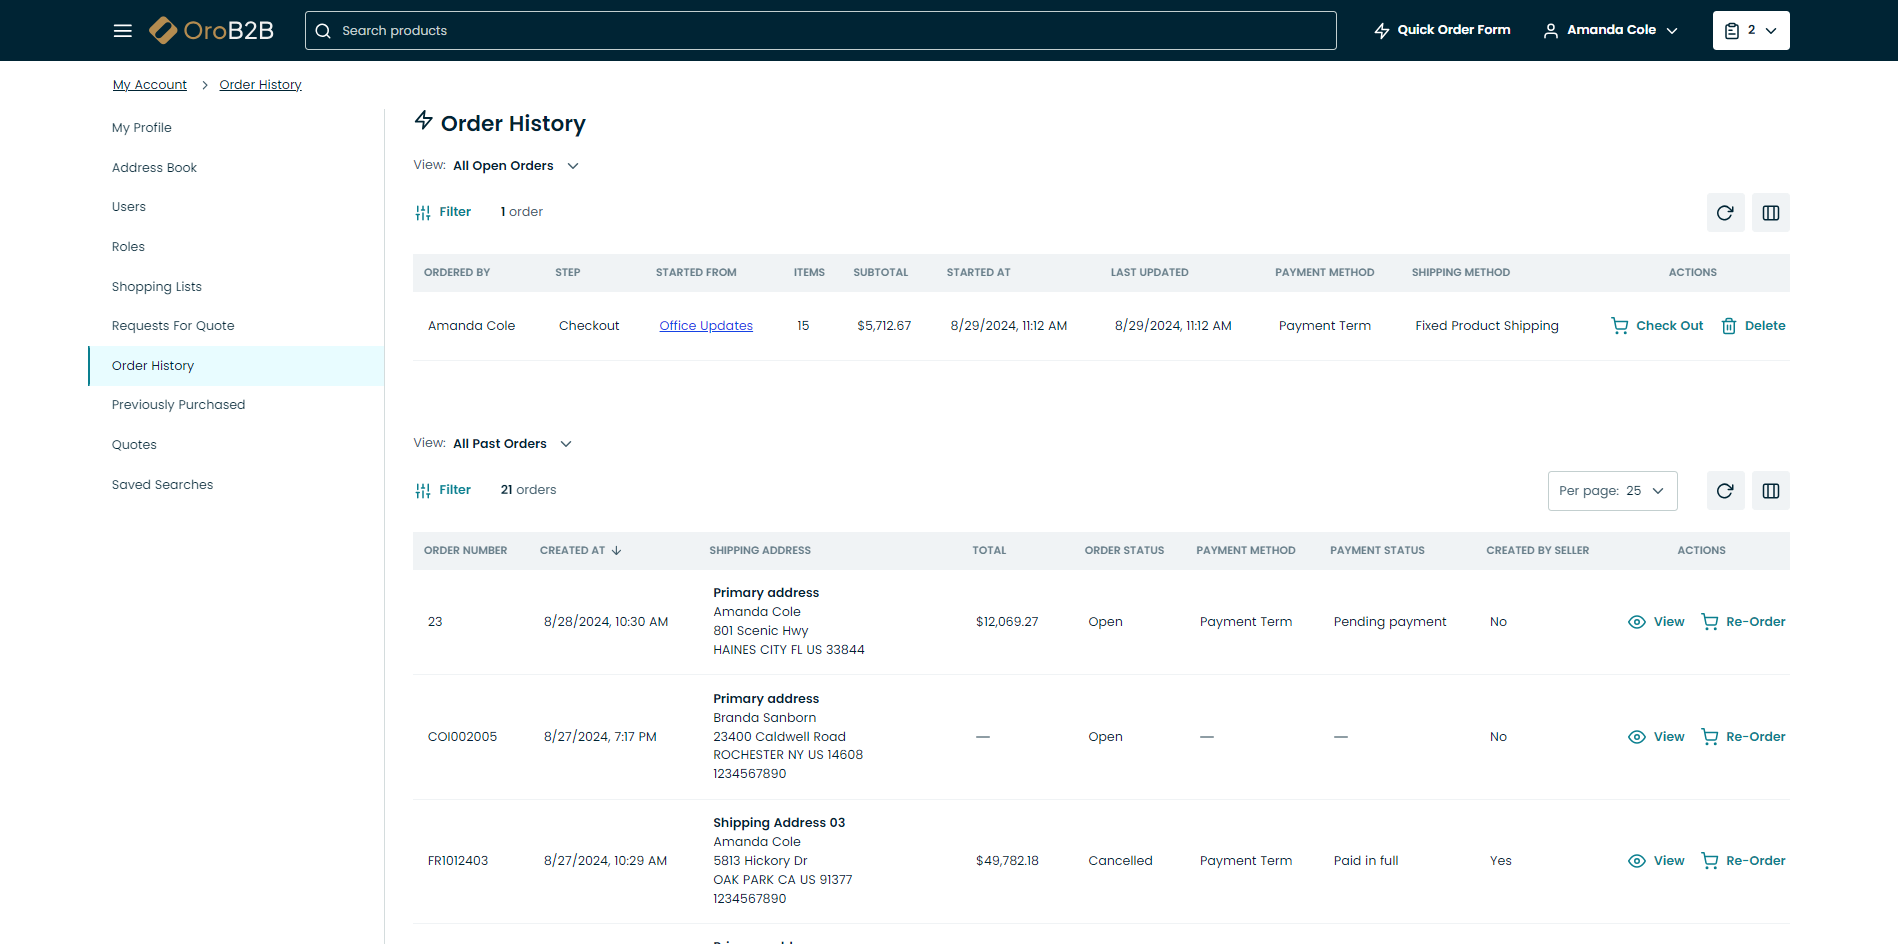 OroB2B
Search products
Quick Order Form
Amanda Cole
2
My Account > Order History
My Profile
Address Book
Users
Roles
Shopping Lists
Requests For Quote
Order History
Previously Purchased
Quotes
Saved Searches
Order History
View: All Open Orders
Filter 1 order
ORDERED BY STEP STARTED FROM ITEMS SUBTOTAL STARTED AT LAST UPDATED PAYMENT METHOD SHIPPING METHOD ACTIONS
Amanda Cole Checkout Office Updates 15 $5,712.67 8/29/2024, 11:12 AM 8/29/2024, 11:12 AM Payment Term Fixed Product Shipping Check Out Delete
View: All Past Orders
Filter 21 orders
Per page: 25
ORDER NUMBER CREATED AT SHIPPING ADDRESS TOTAL ORDER STATUS PAYMENT METHOD PAYMENT STATUS CREATED BY SELLER ACTIONS
Primary address
Amanda Cole
801 Scenic Hwy
HAINES CITY FL US 33844
23 8/28/2024, 10:30 AM $12,069.27 Open Payment Term Pending payment No View Re-Order
Primary address
Branda Sanborn
23400 Caldwell Road
ROCHESTER NY US 14608
1234567890
COI002005 8/27/2024, 7:17 PM — Open — — No View Re-Order
Shipping Address 03
Amanda Cole
5813 Hickory Dr
OAK PARK CA US 91377
1234567890
FR1012403 8/27/2024, 10:29 AM $49,782.18 Cancelled Payment Term Paid in full Yes View Re-Order